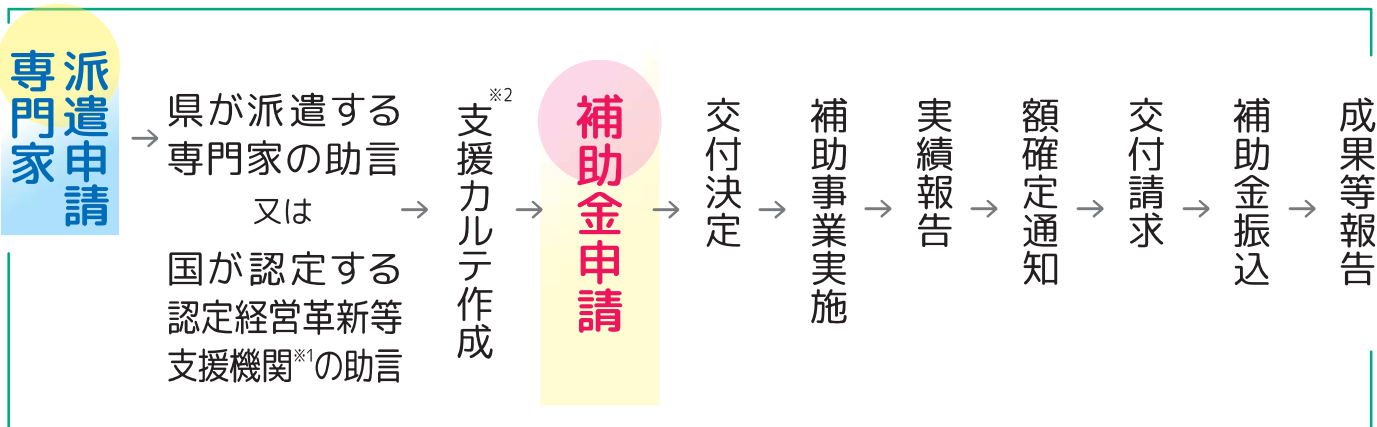 専門家
派遣申請
→
県が派遣する
専門家の助言
又は
国が認定する
認定経営革新等
支援機関※1の助言
→
支援カルテ作成※2
→
補助金申請
→
交付決定
→
補助事業実施
→
実績報告
→
額確定通知
→
交付請求
→
補助金振込
→
成果等報告